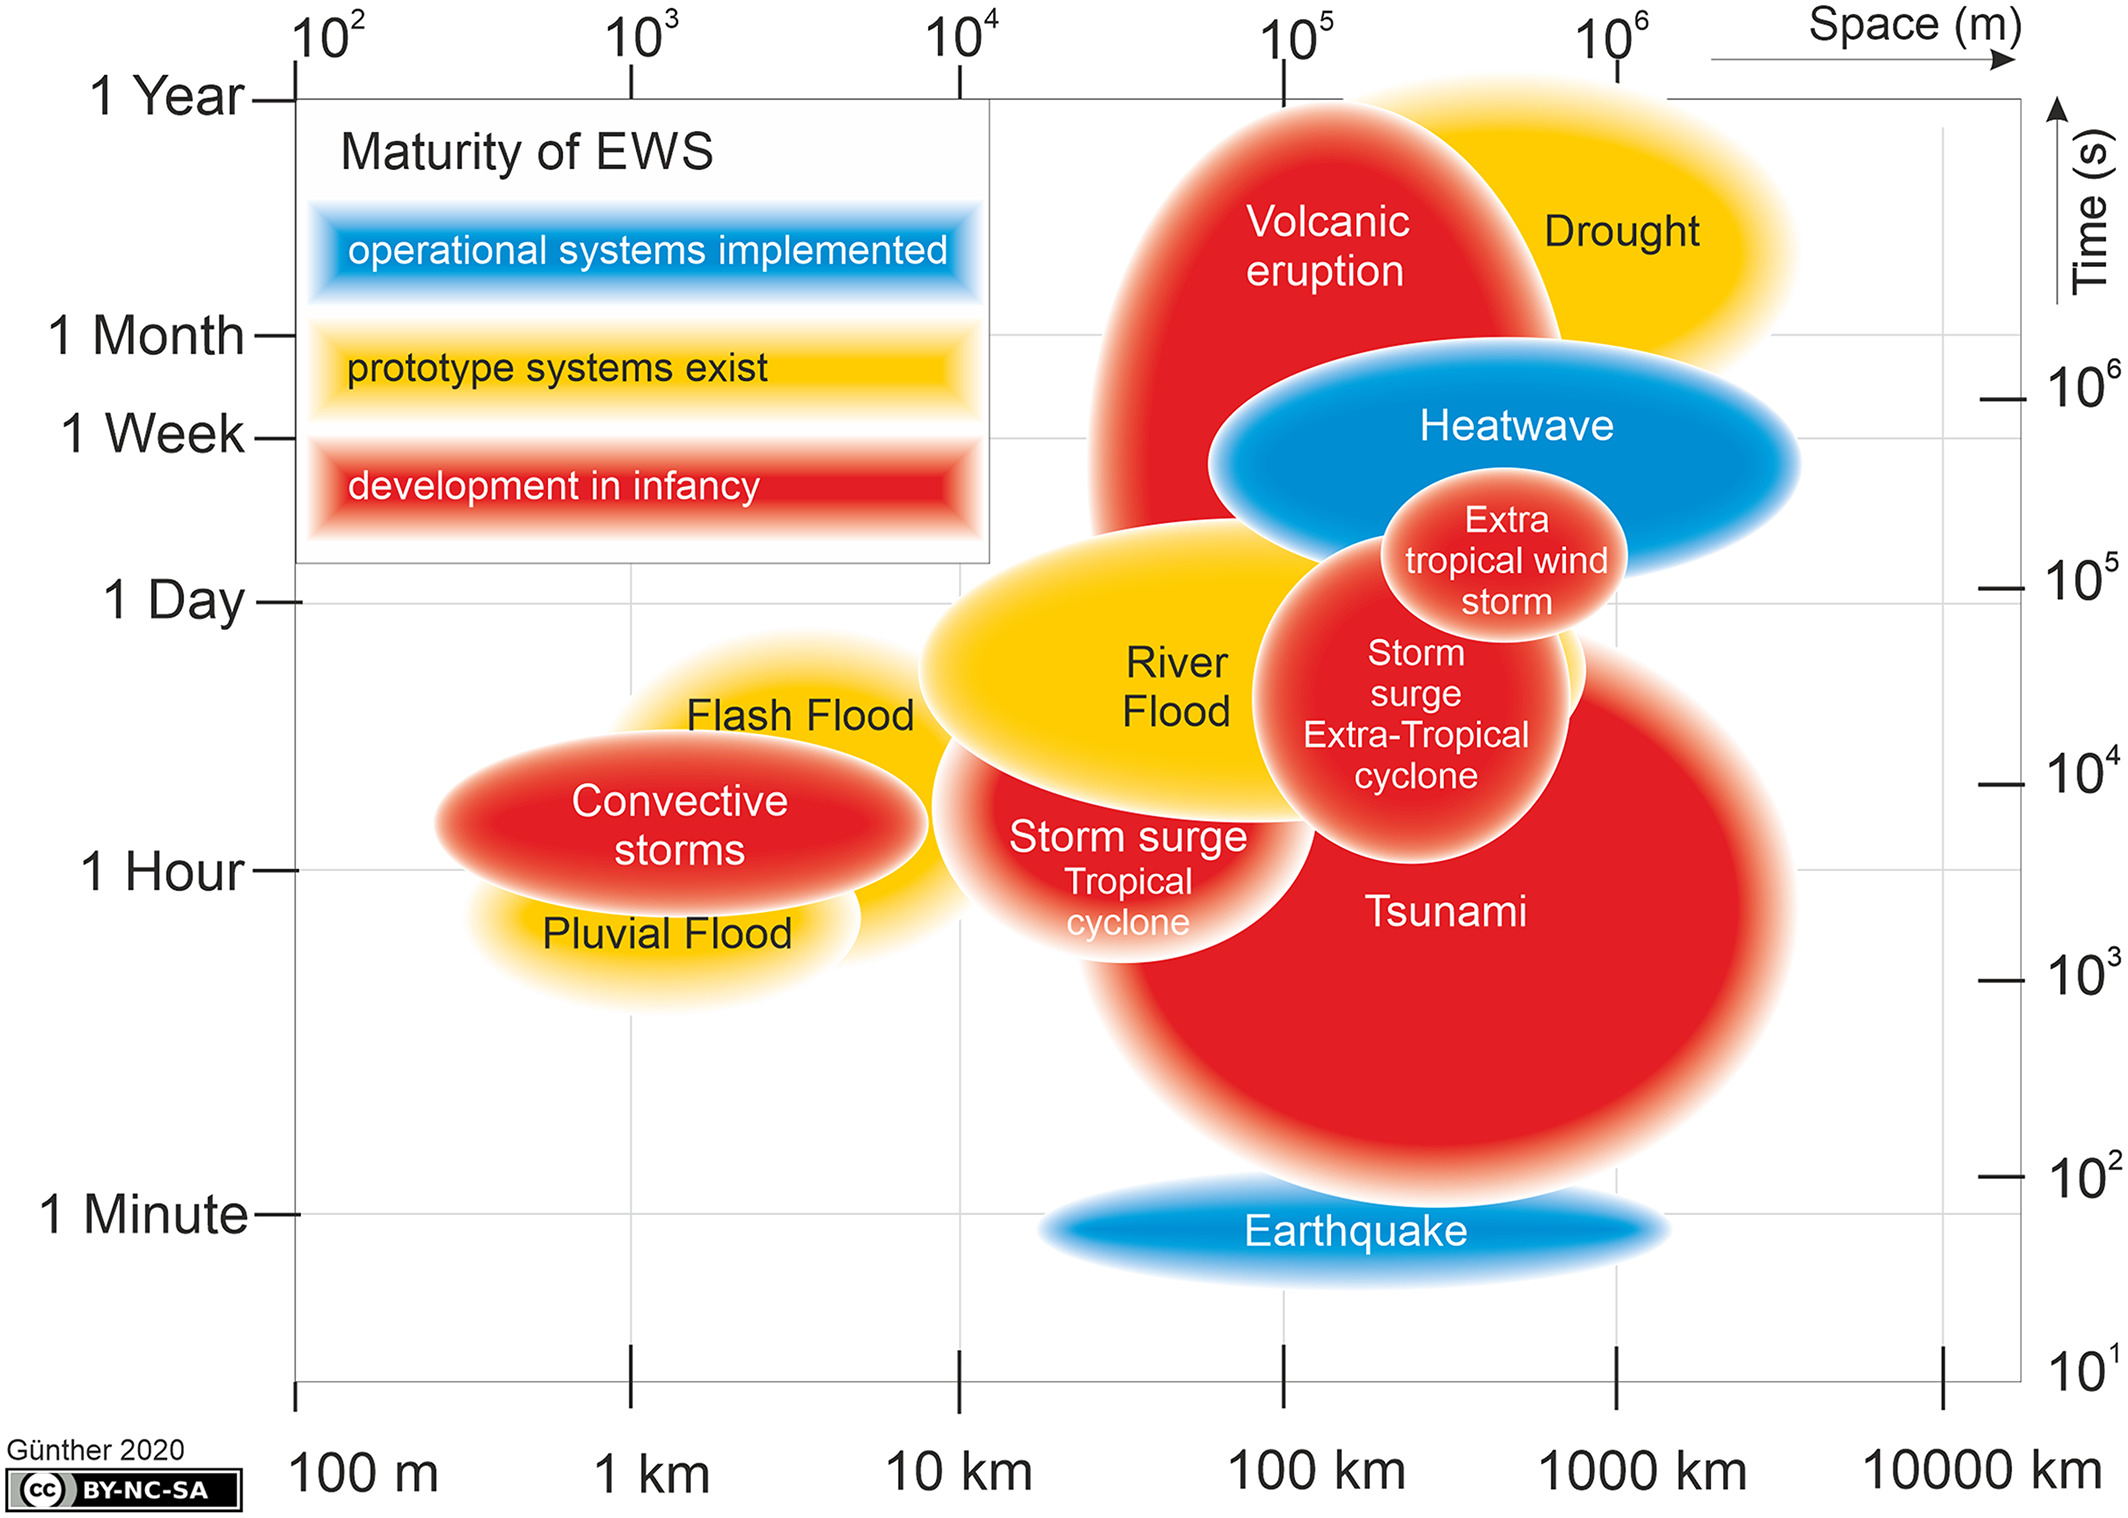 10² 10³ 10⁴ 10⁵ 10⁶ Space (m)
1 Year
Maturity of EWS
operational systems implemented
prototype systems exist
development in infancy
1 Month
1 Week
1 Day
1 Hour
1 Minute
Volcanic
eruption
Drought
Heatwave
Extra
tropical wind
storm
Storm
surge
Extra-Tropical
cyclone
River
Flood
Flash Flood
Convective
storms
Pluvial Flood
Storm surge
Tropical
cyclone
Tsunami
Earthquake
Time (s)
10⁶
10⁵
10⁴
10³
10²
10¹
100 m 1 km 10 km 100 km 1000 km 10000 km
Günther 2020
cc BY-NC-SA